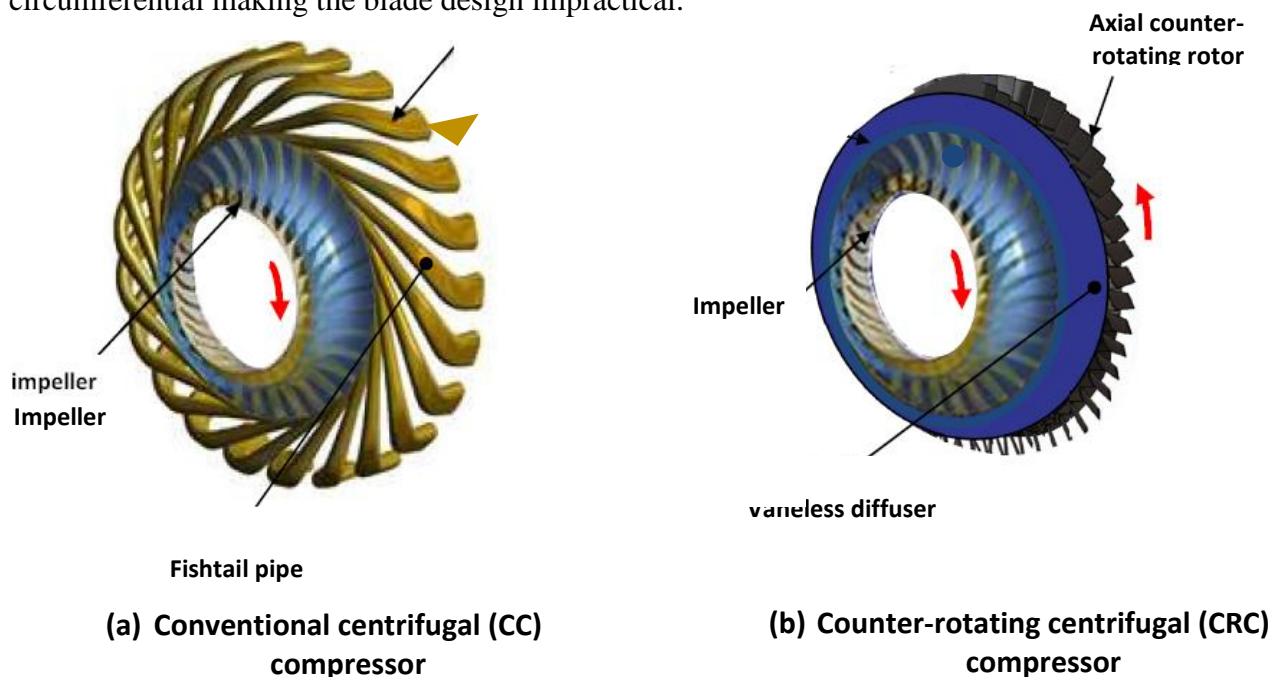 circumferential making the blade design impractical.
Axial counter-
rotating rotor
Impeller
impeller
Impeller
Vaneless diffuser
Fishtail pipe
(a) Conventional centrifugal (CC)
compressor
(b) Counter-rotating centrifugal (CRC)
compressor